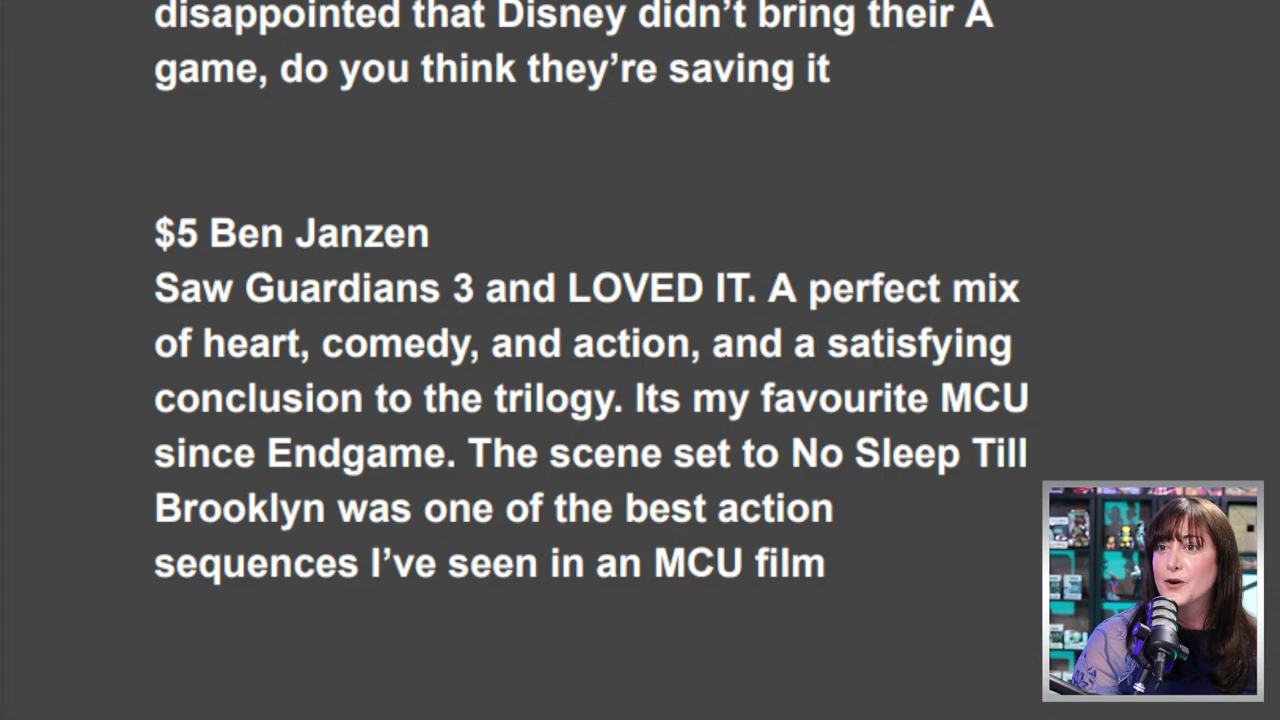 disappointed that Disney didn’t bring their A
game, do you think they’re saving it
$5 Ben Janzen
Saw Guardians 3 and LOVED IT. A perfect mix
of heart, comedy, and action, and a satisfying
conclusion to the trilogy. Its my favourite MCU
since Endgame. The scene set to No Sleep Till
Brooklyn was one of the best action
sequences I’ve seen in an MCU film